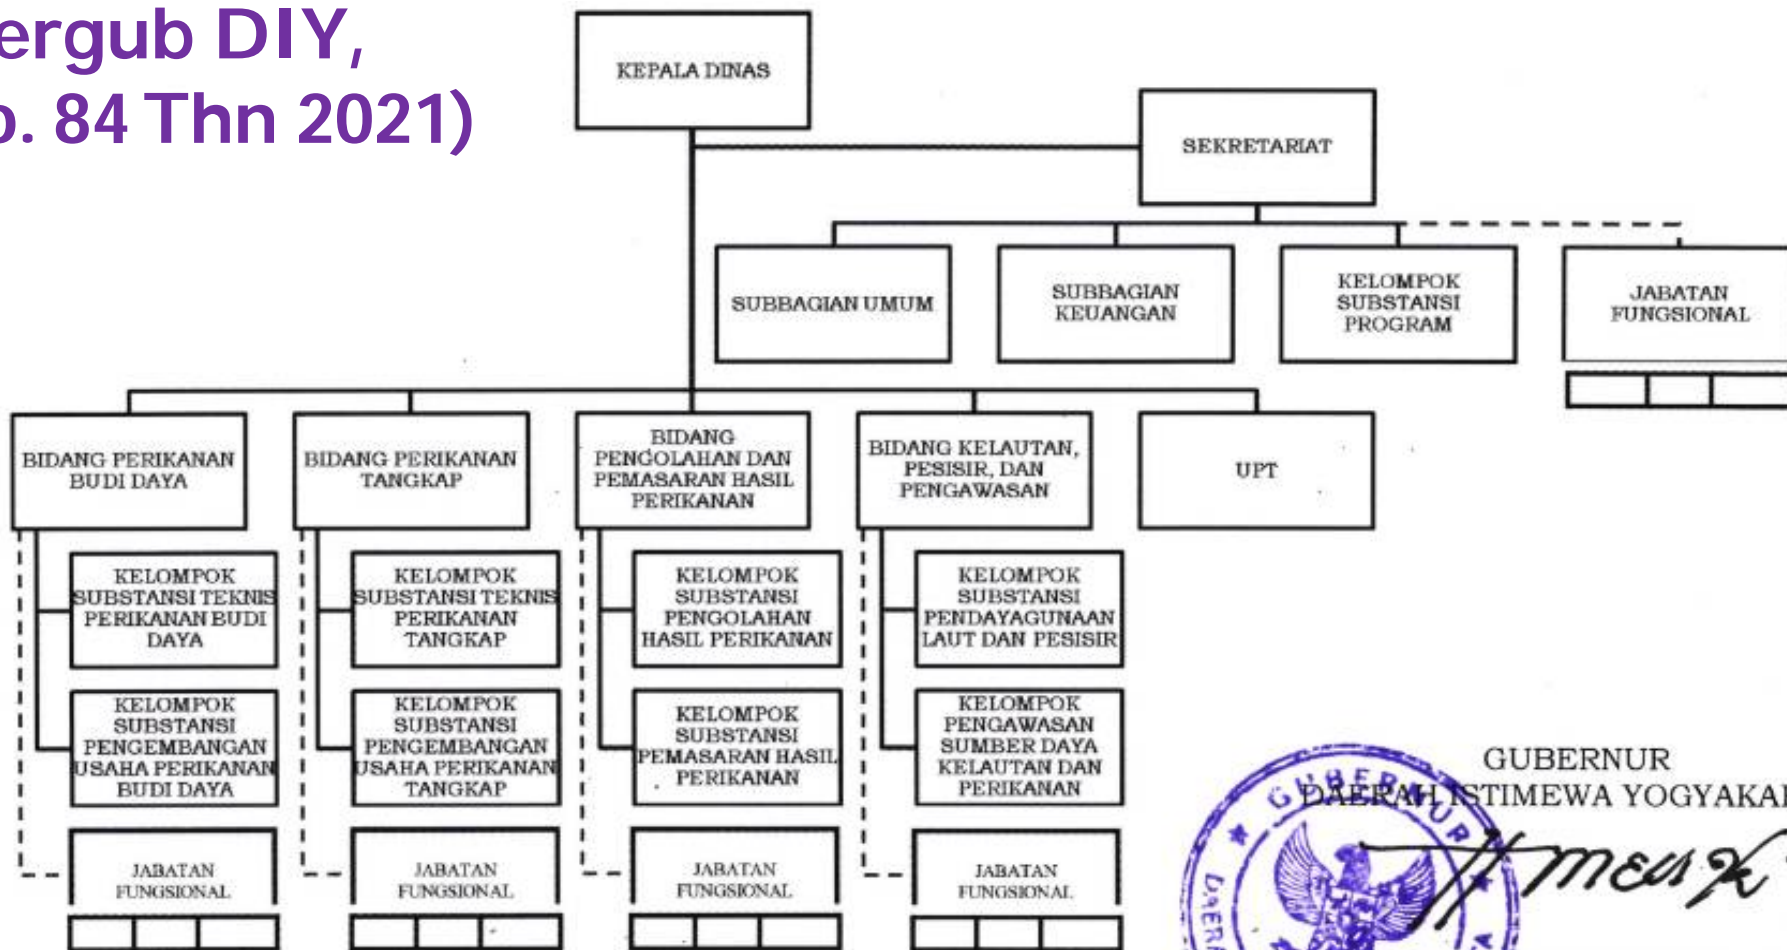 ergub DIY,
o. 84 Thn 2021)
KEPALA DINAS
SEKRETARIAT
SUBBAGIAN UMUM
SUBBAGIAN
KEUANGAN
KELOMPOK
SUBSTANSI
PROGRAM
JABATAN
FUNGSIONAL
BIDANG PERIKANAN
BUDI DAYA
BIDANG PERIKANAN
TANGKAP
BIDANG
PENGOLAHAN DAN
PEMASARAN HASIL
PERIKANAN
BIDANG KELAUTAN,
PESISIR, DAN
PENGAWASAN
UPT
KELOMPOK
SUBSTANSI TEKNIS
PERIKANAN BUDI
DAYA
KELOMPOK
SUBSTANSI TEKNIS
PERIKANAN
TANGKAP
KELOMPOK
SUBSTANSI
PENGOLAHAN
HASIL PERIKANAN
KELOMPOK
SUBSTANSI
PENDAYAGUNAAN
LAUT DAN PESISIR
KELOMPOK
SUBSTANSI
PENGEMBANGAN
USAHA PERIKANAN
BUDI DAYA
KELOMPOK
SUBSTANSI
PENGEMBANGAN
USAHA PERIKANAN
TANGKAP
KELOMPOK
SUBSTANSI
PEMASARAN HASIL
PERIKANAN
KELOMPOK
PENGAWASAN
SUMBER DAYA
KELAUTAN DAN
PERIKANAN
JABATAN
FUNGSIONAL
JABATAN
FUNGSIONAL
JABATAN
FUNGSIONAL
JABATAN
FUNGSIONAL
GUBERNUR
DAERAH ISTIMEWA YOGYAKAR
GUBERNUR
DAERA